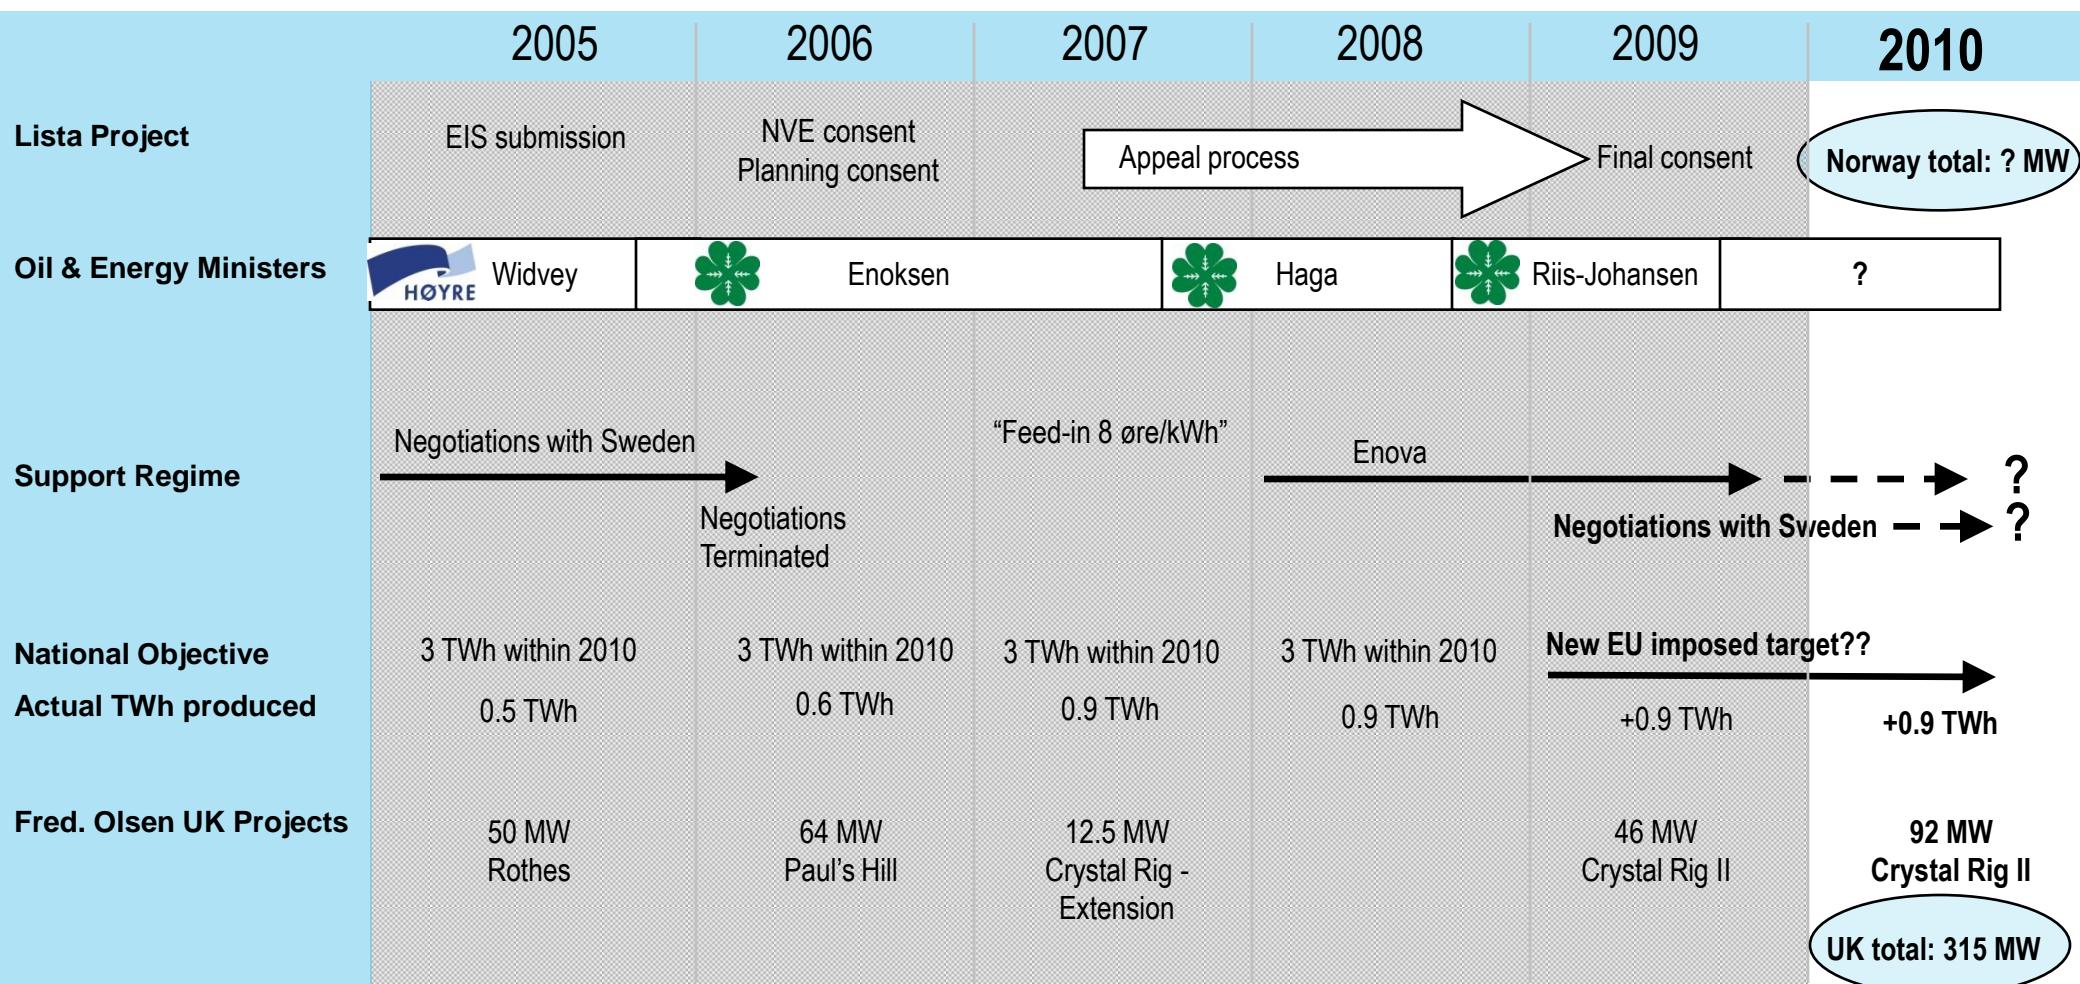 2005 2006 2007 2008 2009 2010
Lista Project
EIS submission
NVE consent
Planning consent
Appeal process
Final consent
Norway total: ? MW
Oil & Energy Ministers
HØYRE
Widvey
Enoksen
Haga
Riis-Johansen
?
Support Regime
Negotiations with Sweden
Negotiations
Terminated
“Feed-in 8 øre/kWh”
Enova
?
Negotiations with Sweden
?
National Objective
3 TWh within 2010
3 TWh within 2010
3 TWh within 2010
3 TWh within 2010
New EU imposed target??
Actual TWh produced
0.5 TWh
0.6 TWh
0.9 TWh
0.9 TWh
+0.9 TWh
+0.9 TWh
Fred. Olsen UK Projects
50 MW
Rothes
64 MW
Paul’s Hill
12.5 MW
Crystal Rig -
Extension
46 MW
Crystal Rig II
92 MW
Crystal Rig II
UK total: 315 MW